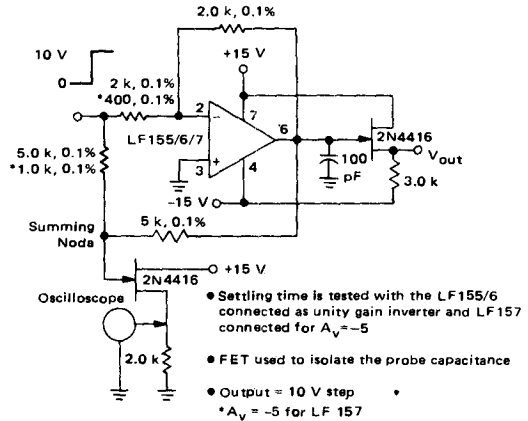 2.0 k, 0.1%
10 V
0
+15 V
2 k, 0.1%
*400, 0.1%
2
7
6
LF155/6/7
3
4
2N4416
Vout
100
pF
3.0 k
5.0 k, 0.1%
*1.0 k, 0.1%
-15 V
5 k, 0.1%
Summing
Noda
2N4416
+15 V
Oscilloscope
2.0 k
● Settling time is tested with the LF155/6
connected as unity gain inverter and LF157
connected for Av=-5
● FET used to isolate the probe capacitance
● Output = 10 V step
*Av = -5 for LF 157